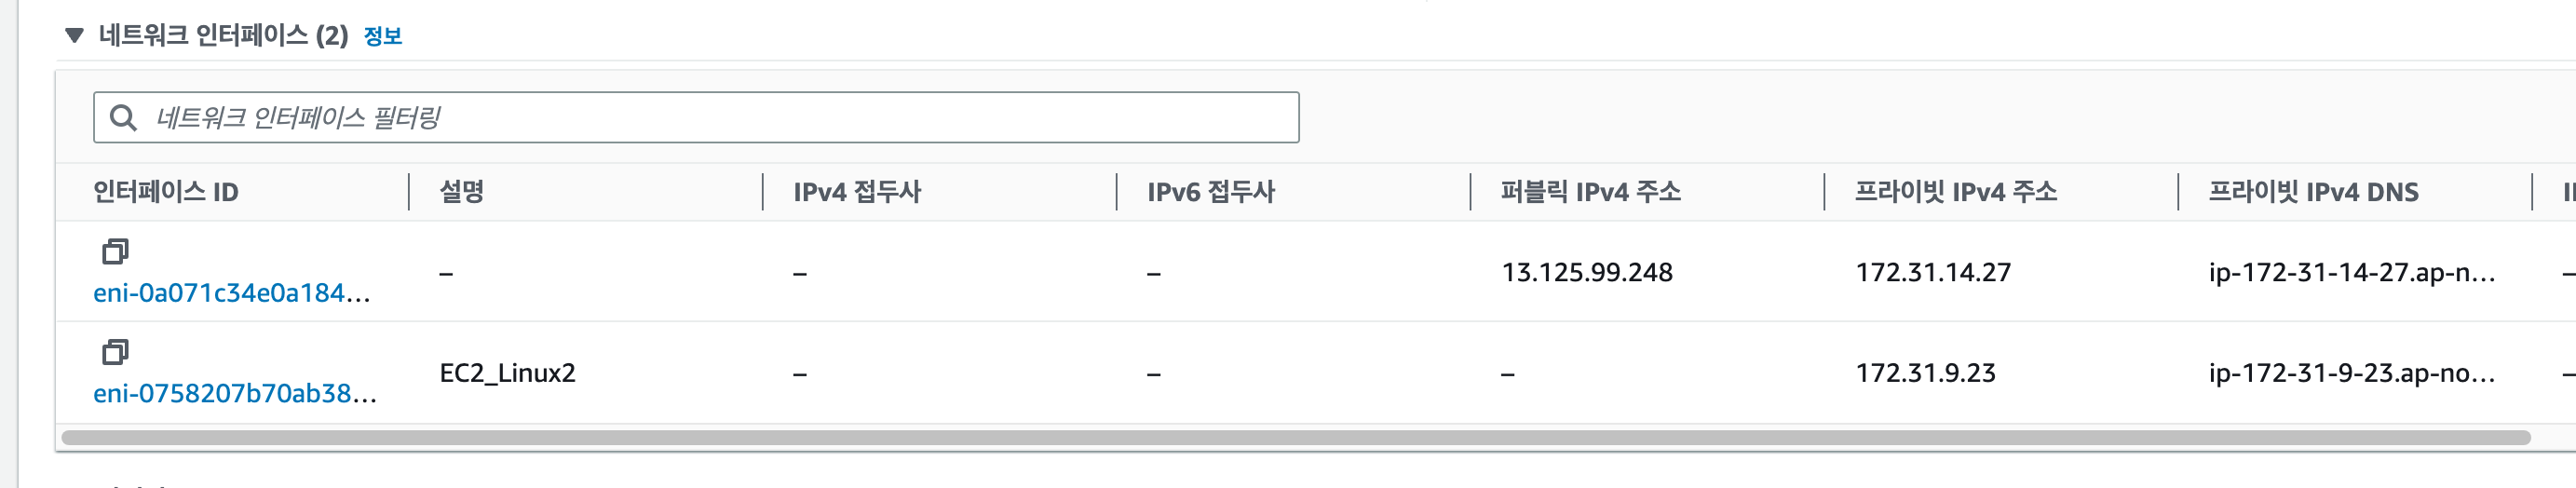 ▼ 네트워크 인터페이스 (2) 정보
네트워크 인터페이스 필터링
인터페이스 ID 설명 IPv4 접두사 IPv6 접두사 퍼블릭 IPv4 주소 프라이빗 IPv4 주소 프라이빗 IPv4 DNS
eni-0a071c34e0a184... – – – 13.125.99.248 172.31.14.27 ip-172-31-14-27.ap-n... –
eni-0758207b70ab38... EC2_Linux2 – – – 172.31.9.23 ip-172-31-9-23.ap-no... –